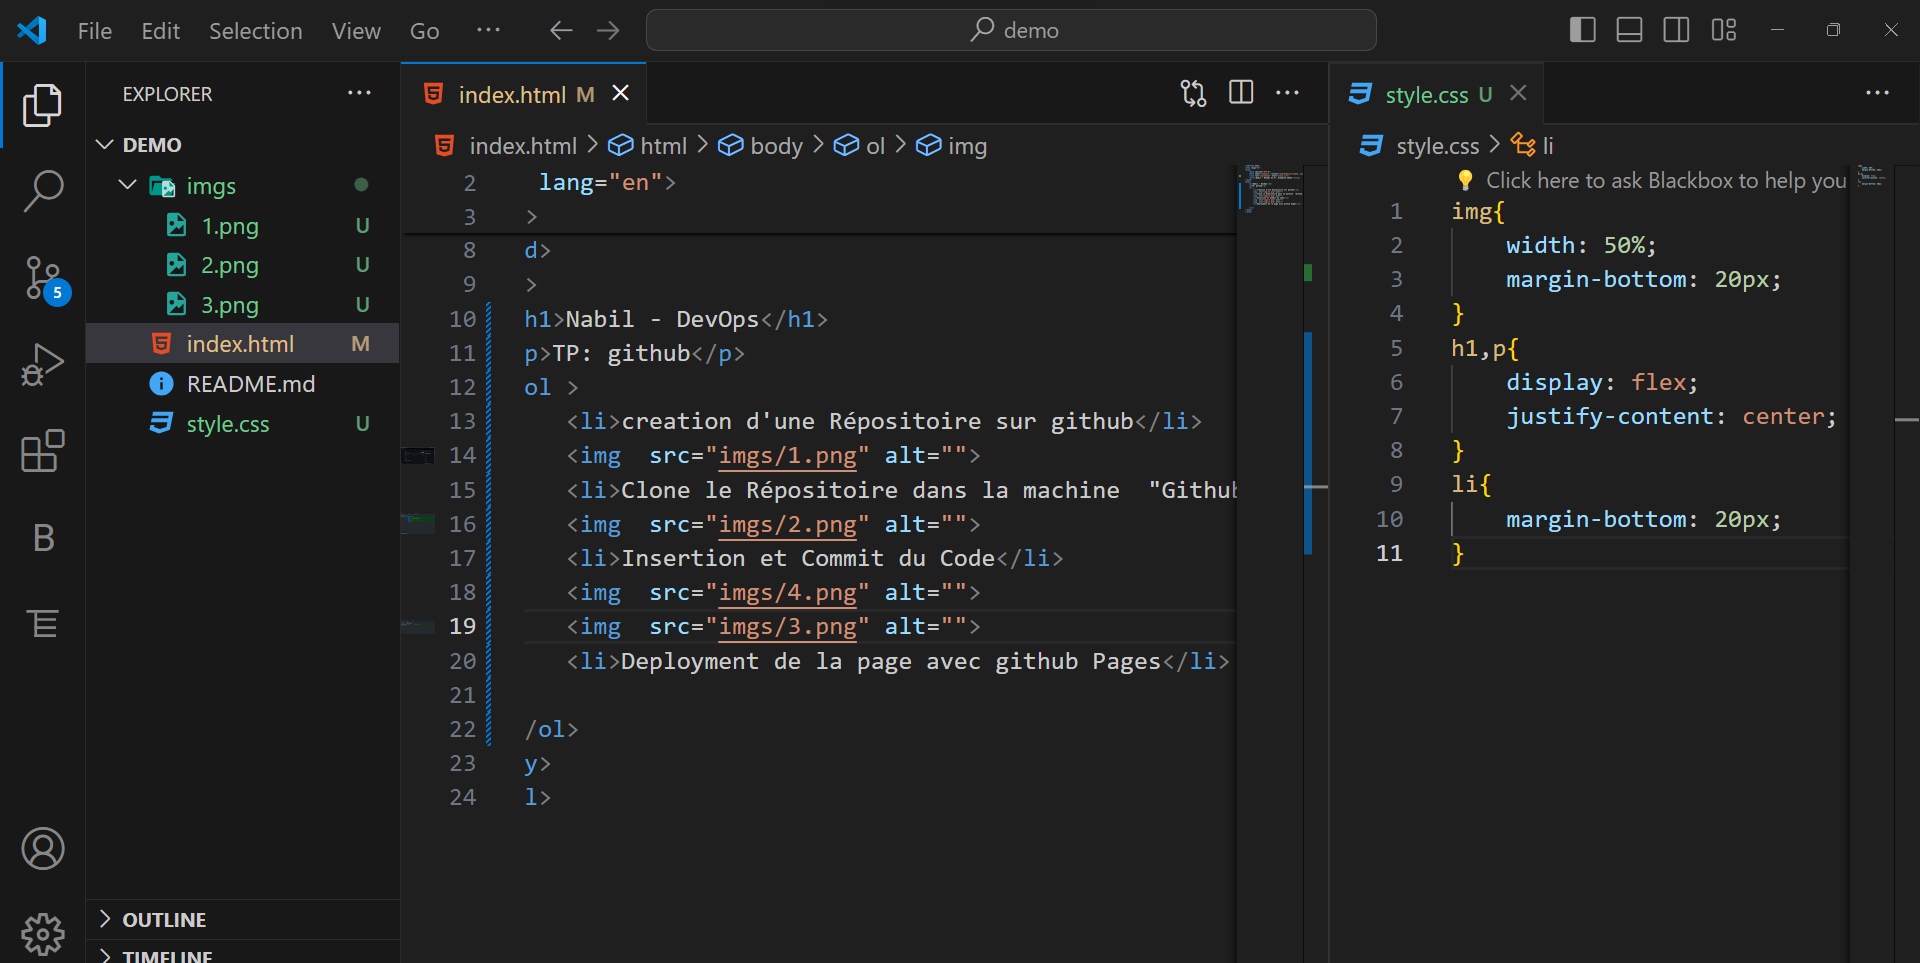 File Edit Selection View Go ··· demo
EXPLORER ···
DEMO
imgs
1.png U
2.png U
3.png U
index.html M
README.md
style.css U
OUTLINE
TIMELINE
5
B
index.html M
index.html > html > body > ol > img
2 lang="en">
3 >
8 d>
9 >
10 h1>Nabil - DevOps</h1>
11 p>TP: github</p>
12 ol >
13 <li>creation d'une Répositoire sur github</li>
14 <img  src="imgs/1.png" alt="">
15 <li>Clone le Répositoire dans la machine  "Github
16 <img  src="imgs/2.png" alt="">
17 <li>Insertion et Commit du Code</li>
18 <img  src="imgs/4.png" alt="">
19 <img  src="imgs/3.png" alt="">
20 <li>Deployment de la page avec github Pages</li>
21
22 /ol>
23 y>
24 l>
style.css U ···
style.css > li
Click here to ask Blackbox to help you
1 img{
2 width: 50%;
3 margin-bottom: 20px;
4 }
5 h1,p{
6 display: flex;
7 justify-content: center;
8 }
9 li{
10 margin-bottom: 20px;
11 }